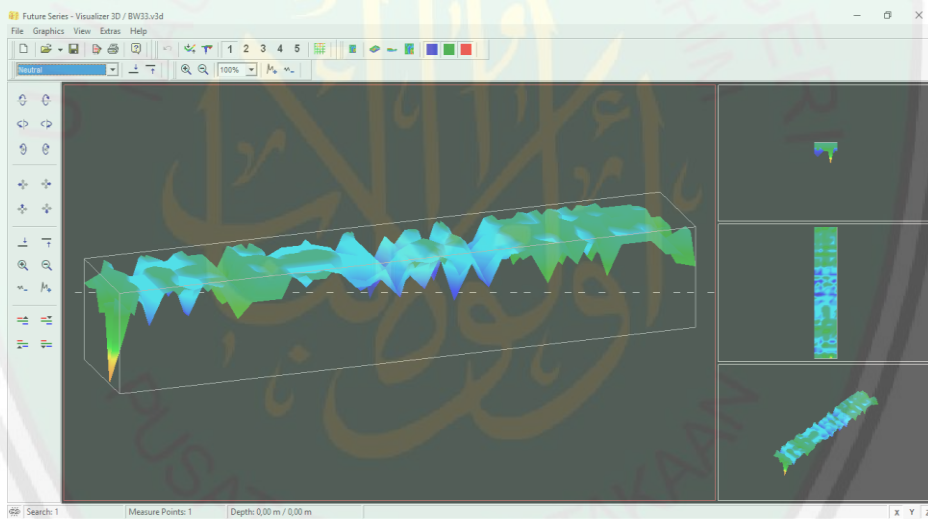 Future Series - Visualizer 3D / BW33.v3d
File Graphics View Extras Help
1 2 3 4 5
Neutral
100%
PUSAT
Search: 1
Measure Points: 1
Depth: 0,00 m / 0,00 m
X Y